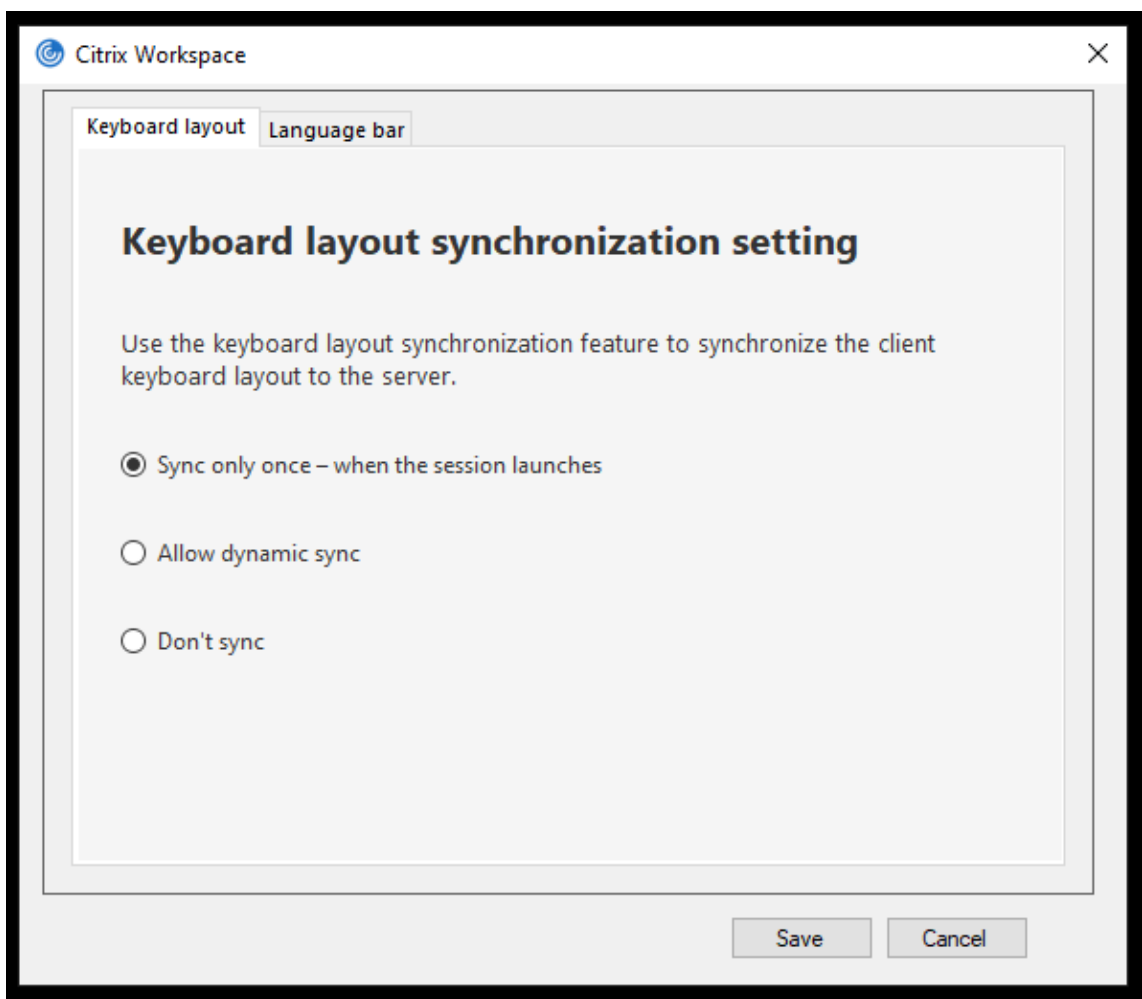 Citrix Workspace
Keyboard layout
Language bar
Keyboard layout synchronization setting
Use the keyboard layout synchronization feature to synchronize the client
keyboard layout to the server.
Sync only once – when the session launches
Allow dynamic sync
Don't sync
Save
Cancel